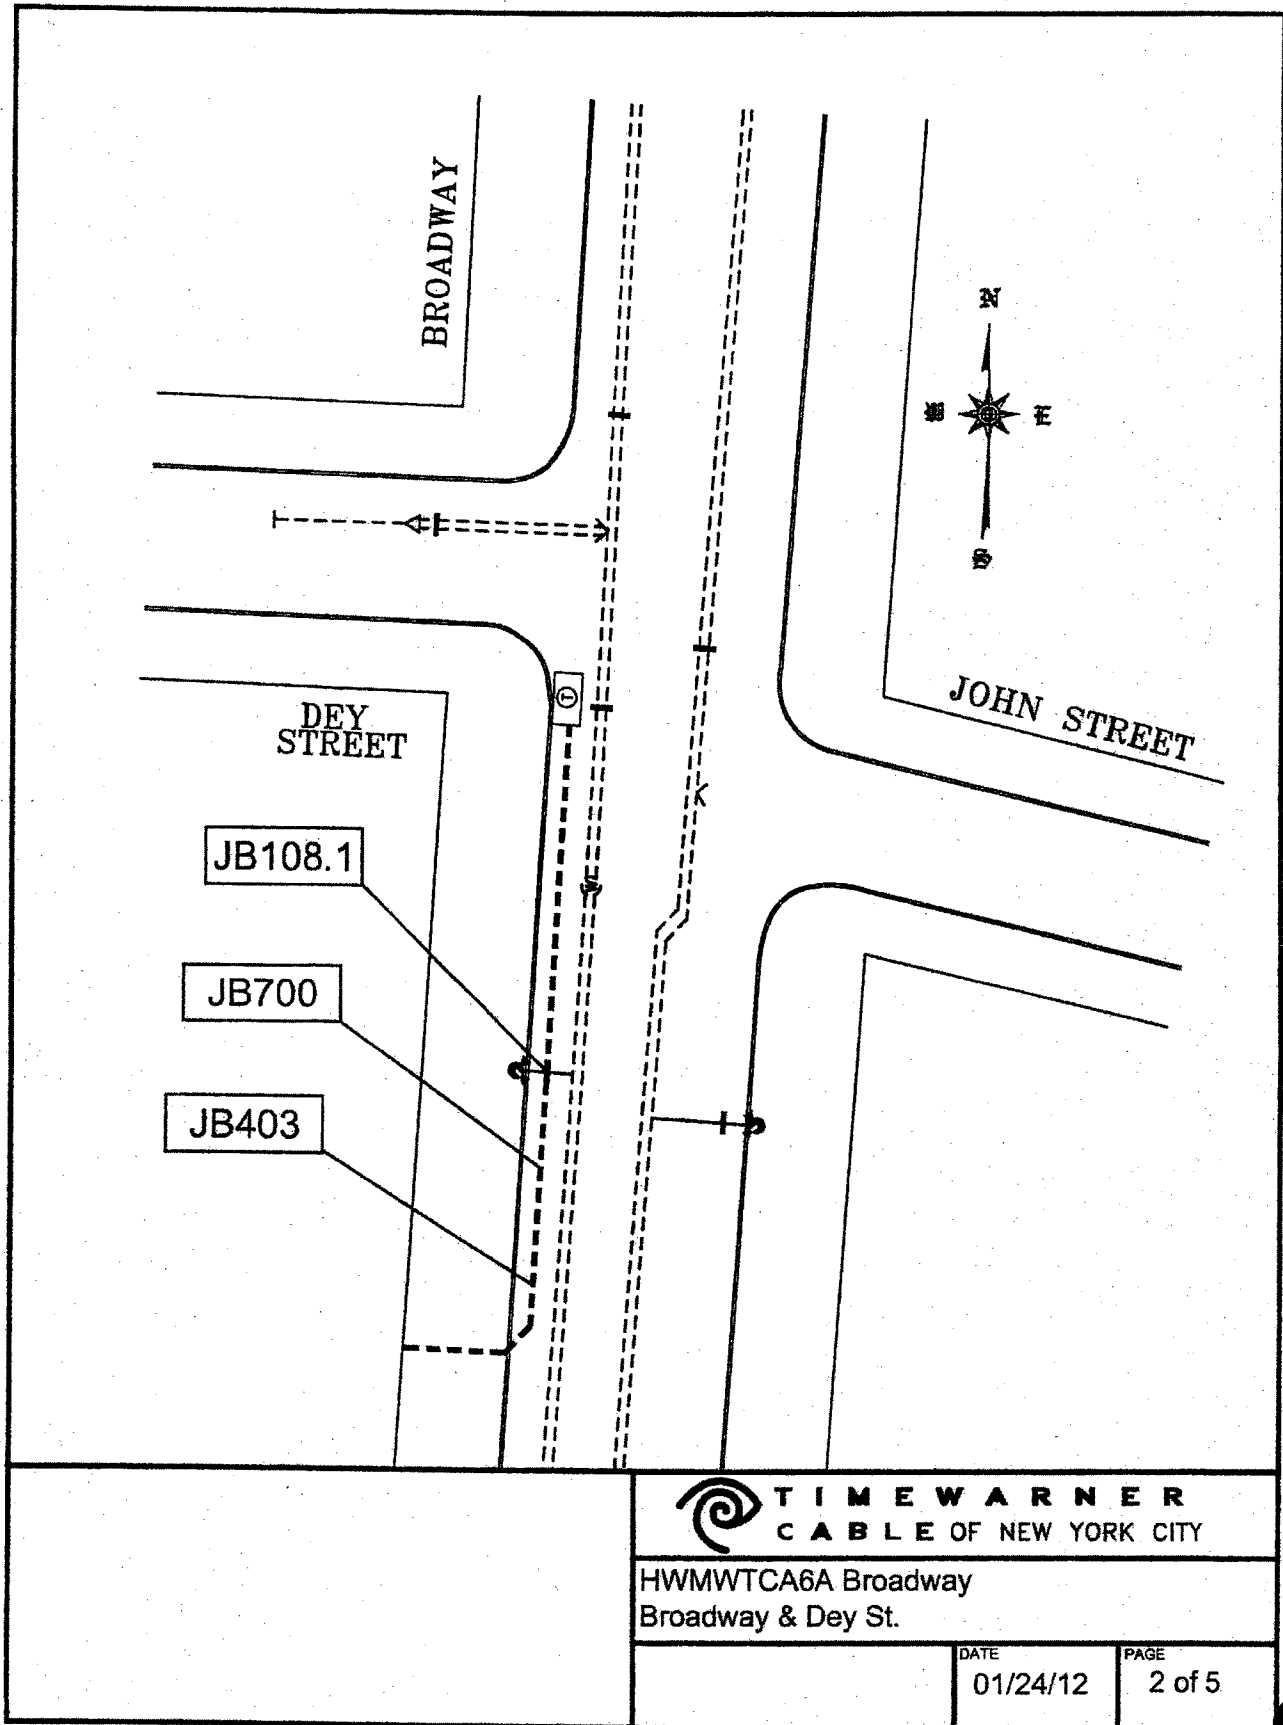 BROADWAY
N
E
S
JOHN STREET
DEY
STREET
T
JB108.1
JB700
JB403
TIMEWARNER
CABLE OF NEW YORK CITY
HWMWTCA6A Broadway
Broadway & Dey St.
DATE
01/24/12
PAGE
2 of 5